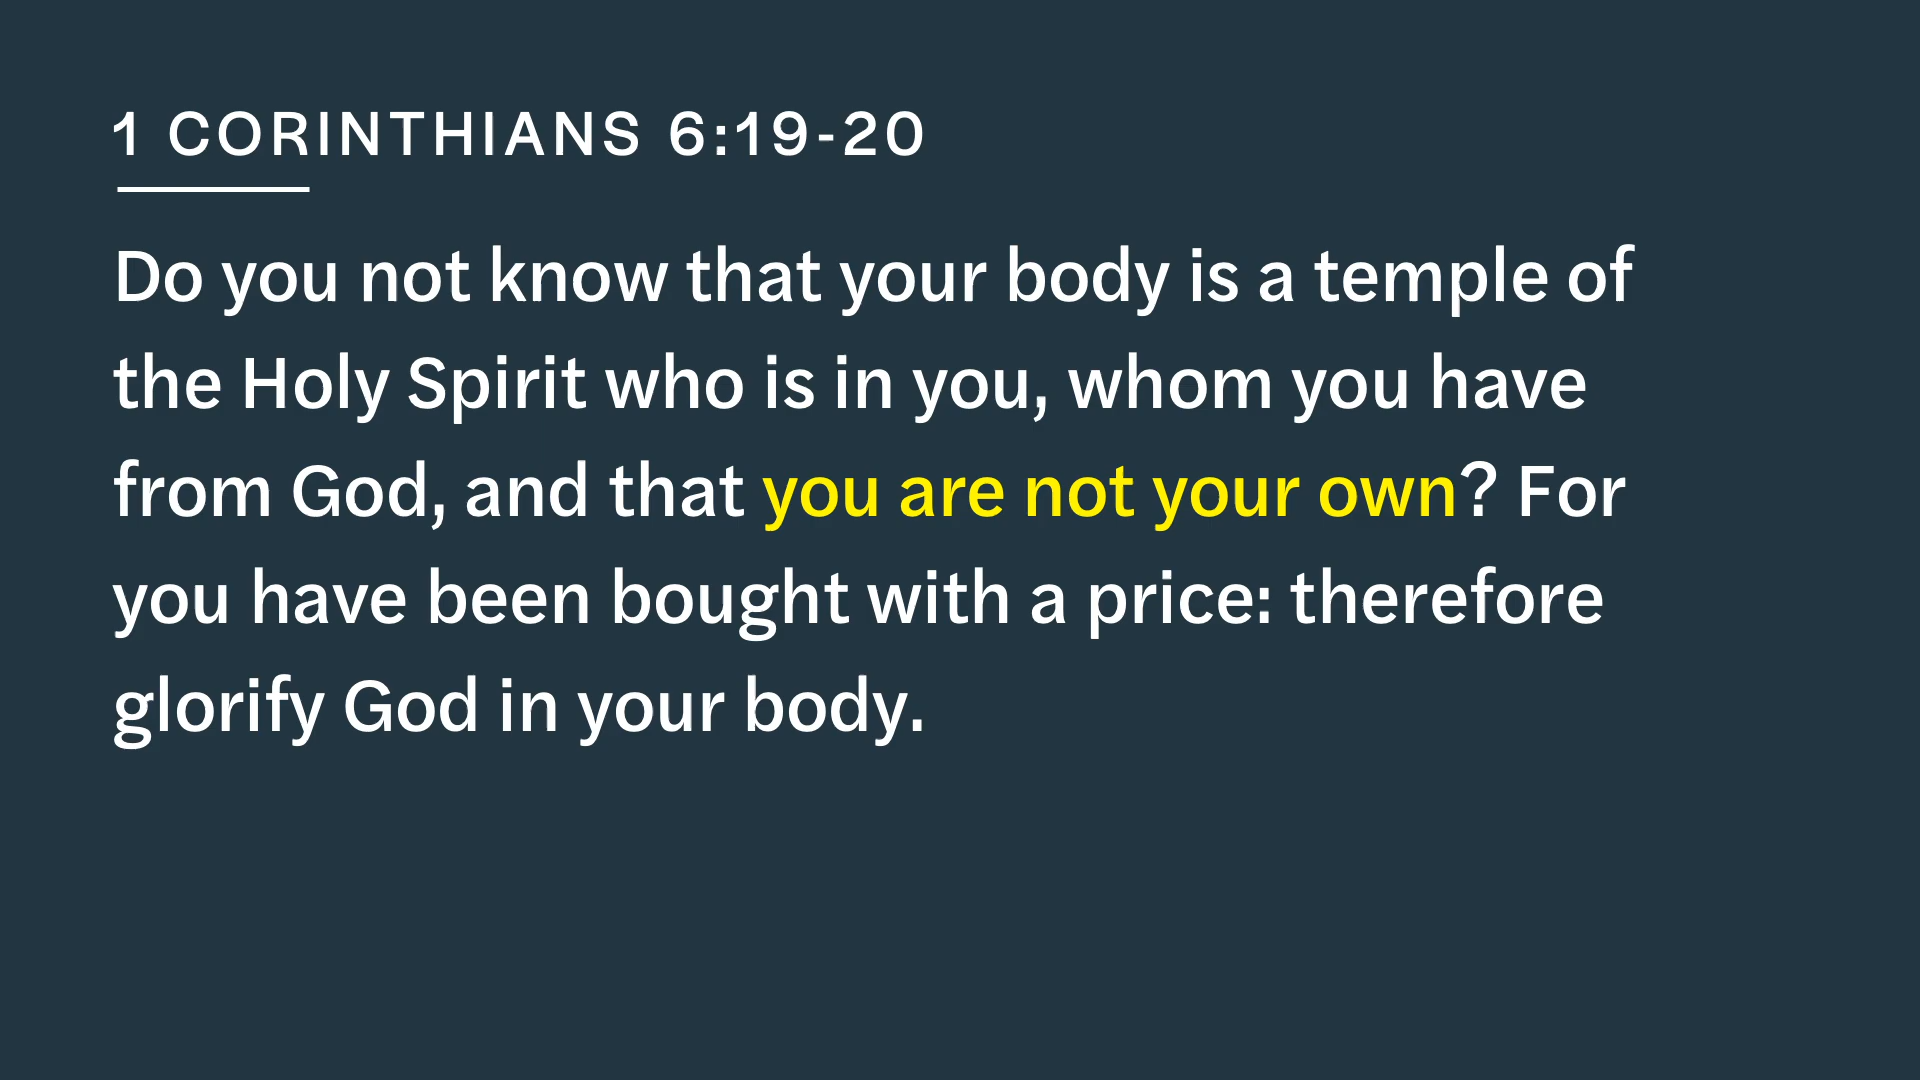 1 CORINTHIANS 6:19-20
Do you not know that your body is a temple of
the Holy Spirit who is in you, whom you have
from God, and that you are not your own? For
you have been bought with a price: therefore
glorify God in your body.